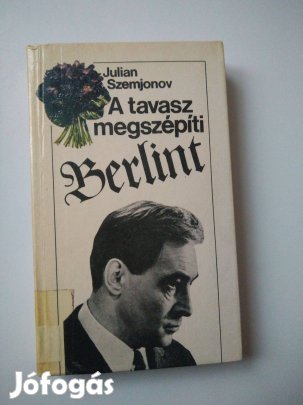 Julian
Szemjonov
A tavasz
megszépíti
Berlint
Jófogás